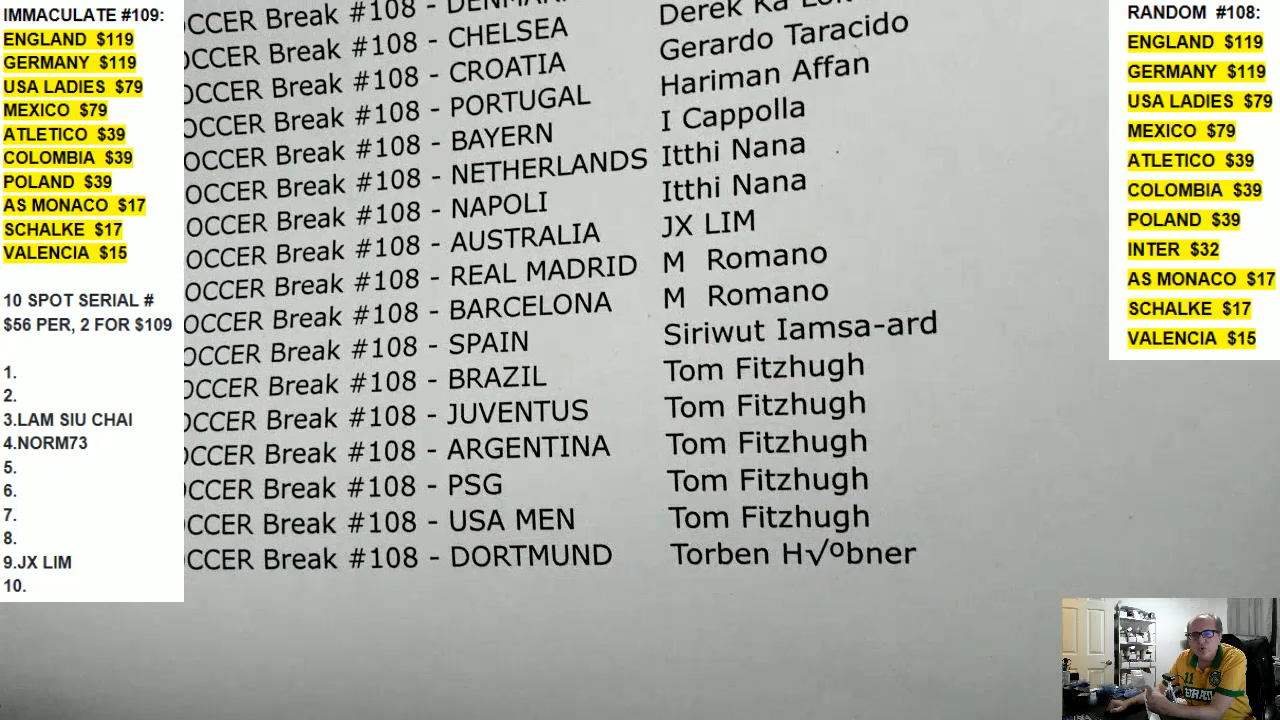 IMMACULATE #109:
ENGLAND $119
GERMANY $119
USA LADIES $79
MEXICO $79
ATLETICO $39
COLOMBIA $39
POLAND $39
AS MONACO $17
SCHALKE $17
VALENCIA $15
10 SPOT SERIAL #
$56 PER, 2 FOR $109
1.
2.
3.LAM SIU CHAI
4.NORM73
5.
6.
7.
8.
9.JX LIM
10.
OCCER Break #108 - Derek Ka
OCCER Break #108 - CHELSEA Gerardo Taracido
OCCER Break #108 - CROATIA Hariman Affan
OCCER Break #108 - PORTUGAL I Cappolla
OCCER Break #108 - BAYERN Itthi Nana
OCCER Break #108 - NETHERLANDS Itthi Nana
OCCER Break #108 - NAPOLI JX LIM
OCCER Break #108 - AUSTRALIA M Romano
OCCER Break #108 - REAL MADRID M Romano
OCCER Break #108 - BARCELONA Siriwut Iamsa-ard
OCCER Break #108 - SPAIN Tom Fitzhugh
OCCER Break #108 - BRAZIL Tom Fitzhugh
OCCER Break #108 - JUVENTUS Tom Fitzhugh
OCCER Break #108 - ARGENTINA Tom Fitzhugh
OCCER Break #108 - PSG Tom Fitzhugh
OCCER Break #108 - USA MEN
OCCER Break #108 - DORTMUND Torben H√ºbner
RANDOM #108:
ENGLAND $119
GERMANY $119
USA LADIES $79
MEXICO $79
ATLETICO $39
COLOMBIA $39
POLAND $39
INTER $32
AS MONACO $17
SCHALKE $17
VALENCIA $15